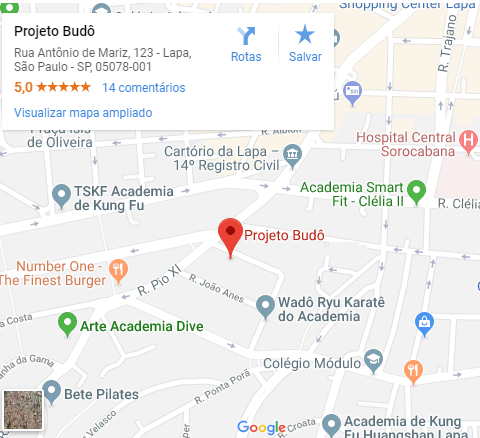 Shopping Center Lapa
Projeto Budô
Rua Antônio de Mariz, 123 - Lapa,
São Paulo - SP, 05078-001
5,0 14 comentários
Visualizar mapa ampliado
Rotas
Salvar
R. Trajano
100
Praça Isis
de Oliveira
R. Albion
Hospital Central
Sorocabana
Cartório da Lapa –
14º Registro Civil
TSKF Academia
de Kung Fu
Academia Smart
Fit - Clélia II
R. Cléli
Projeto Budô
Number One -
The Finest Burger
R. Pio XI
R. João Anes
Wadô Ryu Karatê
do Academia
Costa
Arte Academia Dive
Colégio Módulo
nha da Gama
R. Ponta Porã
Bete Pilates
Velasco
Google
R. Croata
Academia de Kung
Fu Huangshan Lapa